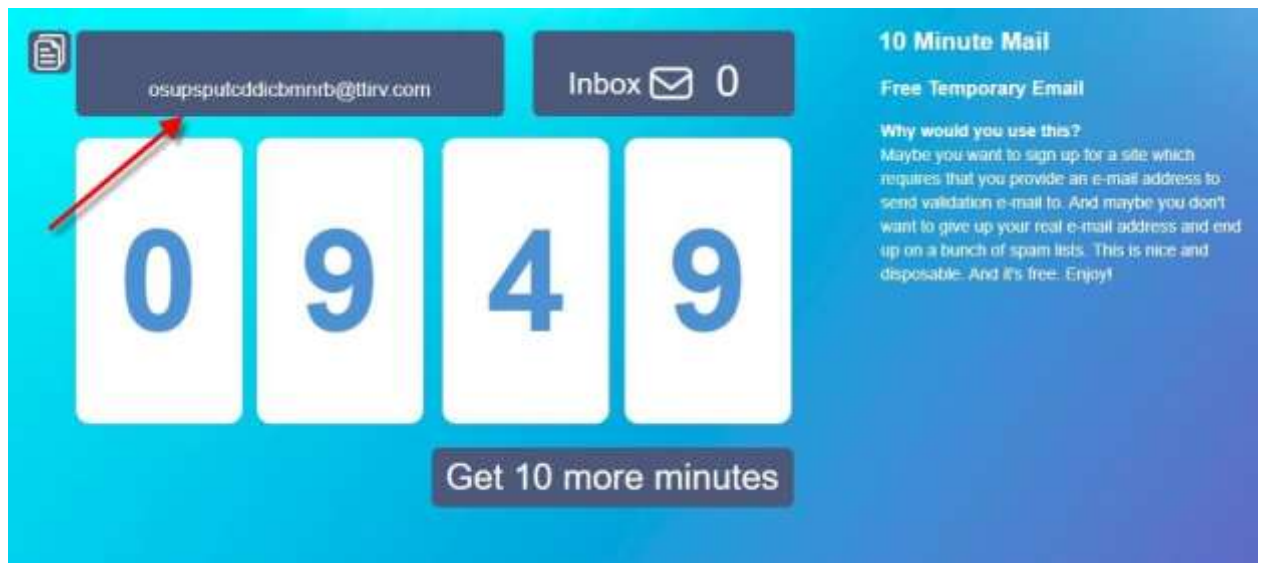 osupsputcddicbmnrb@ttirv.com
Inbox 0
0 9 4 9
Get 10 more minutes
10 Minute Mail
Free Temporary Email
Why would you use this?
Maybe you want to sign up for a site which
requires that you provide an e-mail address to
send validation e-mail to. And maybe you don't
want to give up your real e-mail address and end
up on a bunch of spam lists. This is nice and
disposable. And it's free. Enjoy!